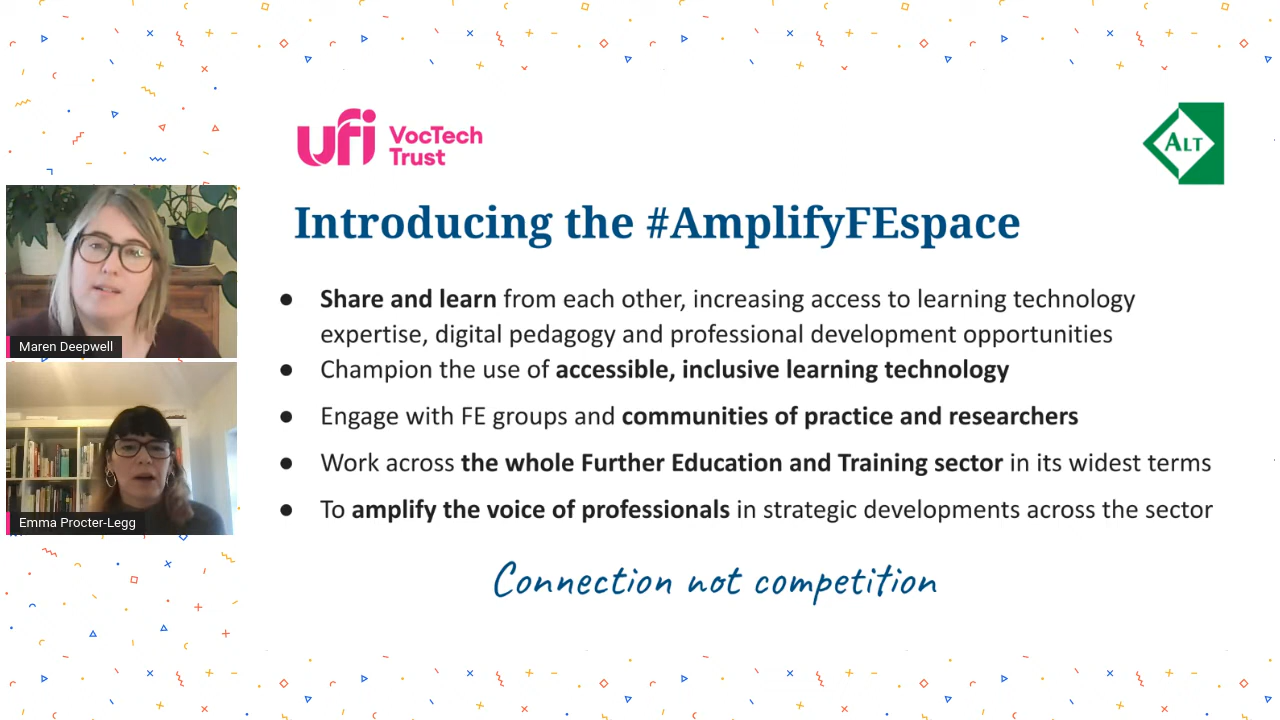 ufi VocTech
Trust
ALT
Introducing the #AmplifyFEspace
● Share and learn from each other, increasing access to learning technology
expertise, digital pedagogy and professional development opportunities
● Champion the use of accessible, inclusive learning technology
● Engage with FE groups and communities of practice and researchers
● Work across the whole Further Education and Training sector in its widest terms
● To amplify the voice of professionals in strategic developments across the sector
Connection not competition
Maren Deepwell
Emma Procter-Legg